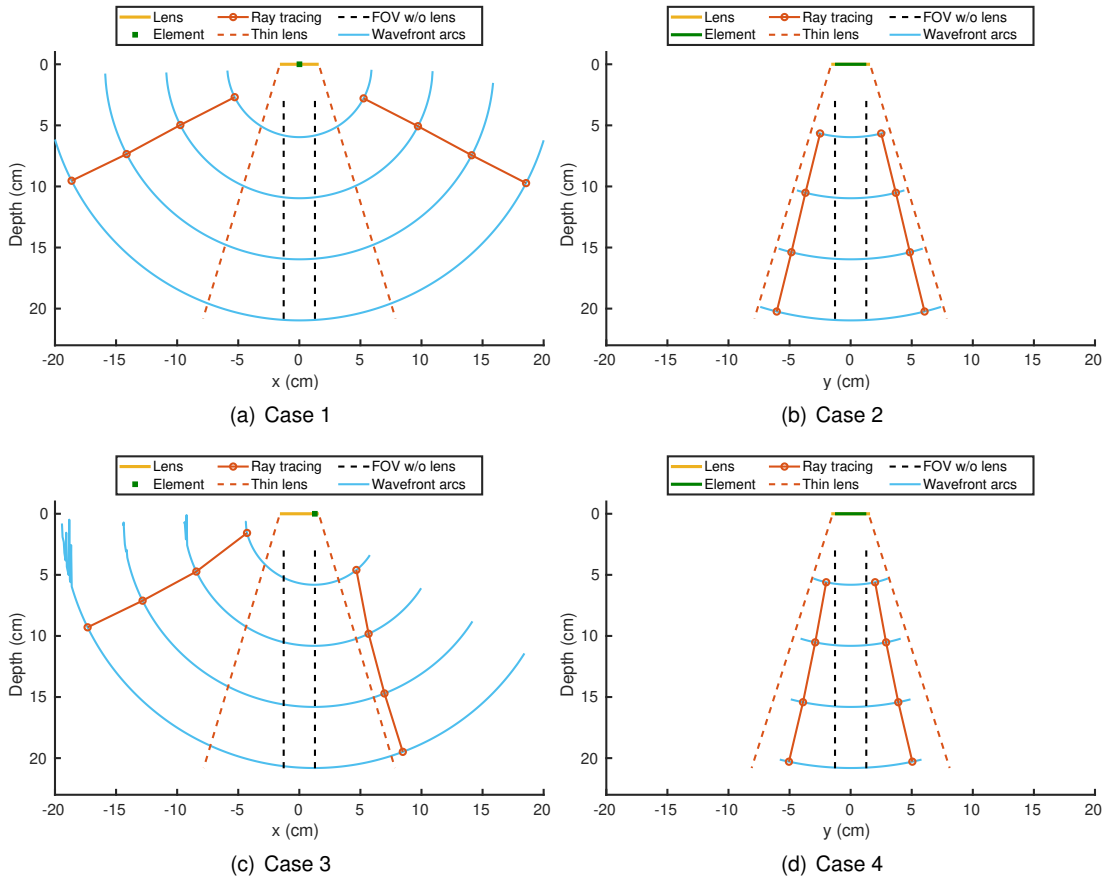 Lens Ray tracing FOV w/o lens
Element Thin lens Wavefront arcs
0
5
10
15
20
Depth (cm)
-20 -15 -10 -5 0 5 10 15 20
x (cm)
(a) Case 1
Lens Ray tracing FOV w/o lens
Element Thin lens Wavefront arcs
0
5
10
15
20
Depth (cm)
-20 -15 -10 -5 0 5 10 15 20
y (cm)
(b) Case 2
Lens Ray tracing FOV w/o lens
Element Thin lens Wavefront arcs
0
5
10
15
20
Depth (cm)
-20 -15 -10 -5 0 5 10 15 20
x (cm)
(c) Case 3
Lens Ray tracing FOV w/o lens
Element Thin lens Wavefront arcs
0
5
10
15
20
Depth (cm)
-20 -15 -10 -5 0 5 10 15 20
y (cm)
(d) Case 4